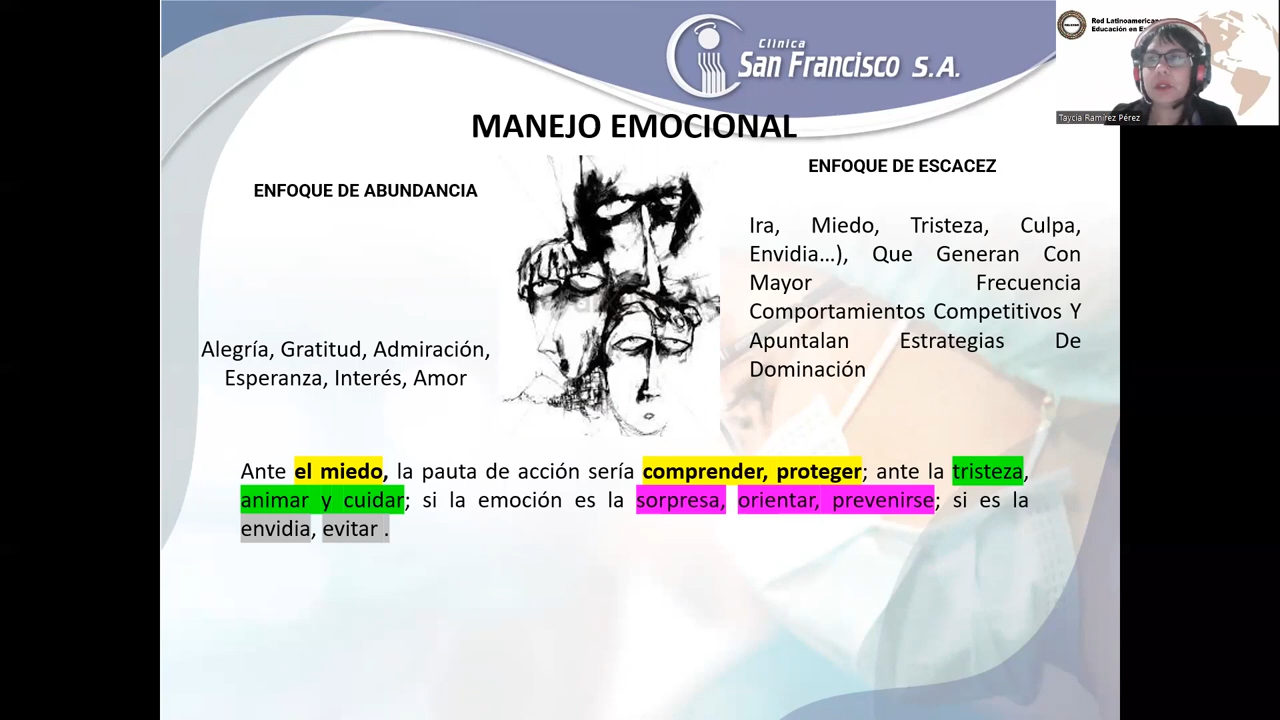 Clínica
San Francisco S.A.
Red Latinoamerican
Educación en
Taycia Ramírez Pérez
MANEJO EMOCIONAL
ENFOQUE DE ABUNDANCIA
Alegría, Gratitud, Admiración,
Esperanza, Interés, Amor
ENFOQUE DE ESCACEZ
Ira, Miedo, Tristeza, Culpa,
Envidia...), Que Generan Con
Mayor Frecuencia
Comportamientos Competitivos Y
Apuntalan Estrategias De
Dominación
Ante el miedo, la pauta de acción sería comprender, proteger; ante la tristeza,
animar y cuidar; si la emoción es la sorpresa, orientar, prevenirse; si es la
envidia, evitar .